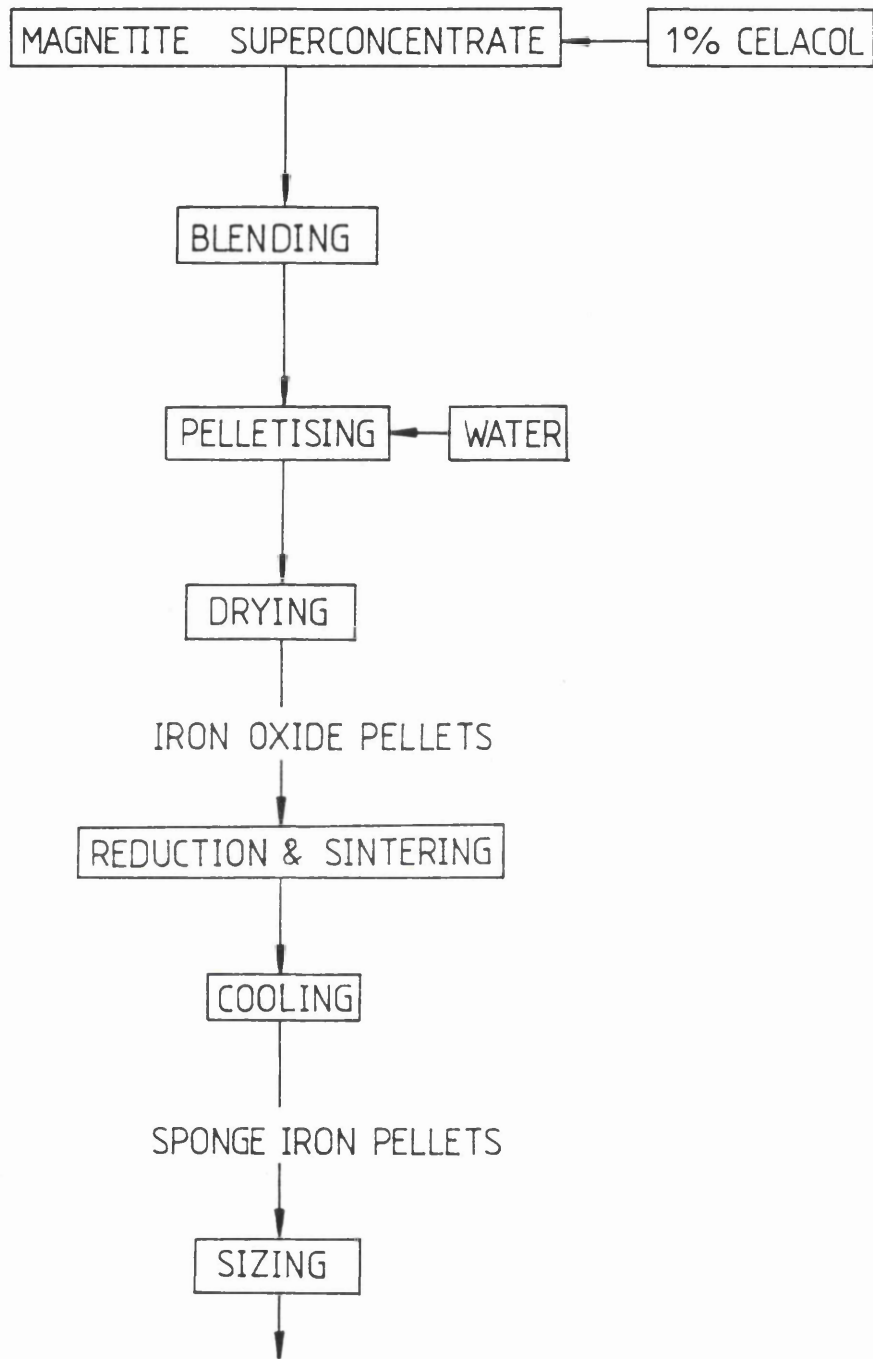 MAGNETITE SUPERCONCENTRATE
1% CELACOL
BLENDING
PELLETISING
WATER
DRYING
IRON OXIDE PELLETS
REDUCTION & SINTERING
COOLING
SPONGE IRON PELLETS
SIZING